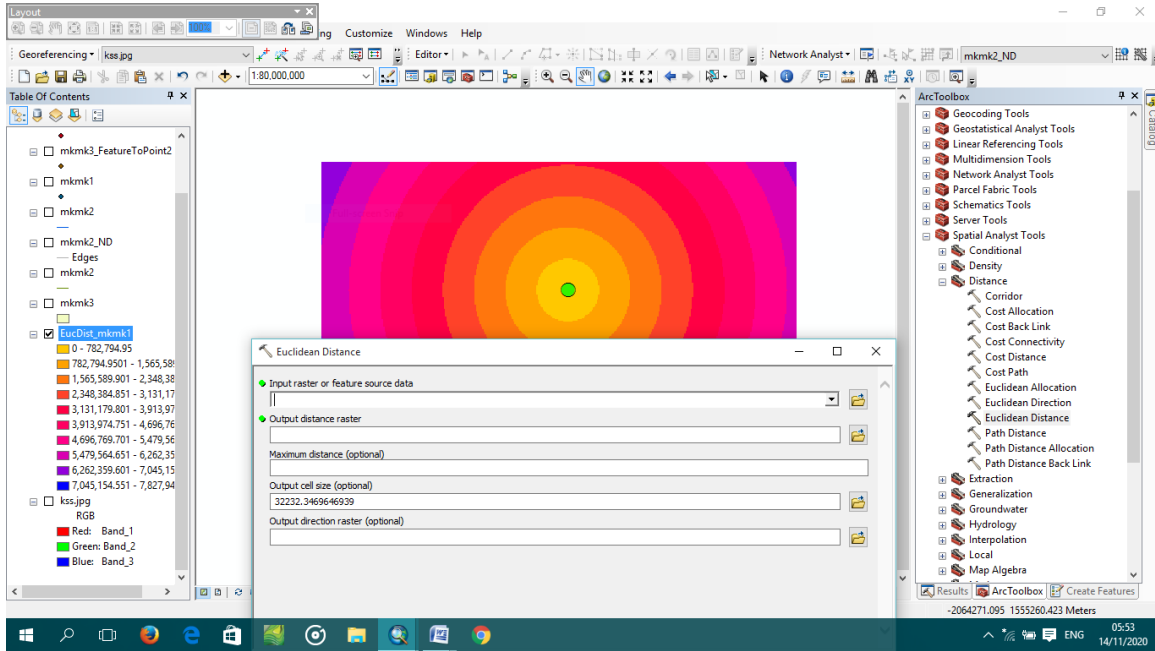 Layout
100%
ng Customize Windows Help
Georeferencing kss.jpg Editor Network Analyst mkmk2_ND
1:80,000,000
Table Of Contents
mkmk3_FeatureToPoint2
mkmk1
mkmk2
mkmk2_ND
Edges
mkmk2
mkmk3
EucDist_mkmk1
0 - 782,794.95
782,794.9501 - 1,565,58
1,565,589.901 - 2,348,38
2,348,384.851 - 3,131,17
3,131,179.801 - 3,913,97
3,913,974.751 - 4,696,76
4,696,769.701 - 5,479,56
5,479,564.651 - 6,262,35
6,262,359.601 - 7,045,15
7,045,154.551 - 7,827,94
kss.jpg
RGB
Red: Band_1
Green: Band_2
Blue: Band_3
Euclidean Distance
Input raster or feature source data
Output distance raster
Maximum distance (optional)
Output cell size (optional)
32232.3469646939
Output direction raster (optional)
ArcToolbox
Catalog
Geocoding Tools
Geostatistical Analyst Tools
Linear Referencing Tools
Multidimension Tools
Network Analyst Tools
Parcel Fabric Tools
Schematics Tools
Server Tools
Spatial Analyst Tools
Conditional
Density
Distance
Corridor
Cost Allocation
Cost Back Link
Cost Connectivity
Cost Distance
Cost Path
Euclidean Allocation
Euclidean Direction
Euclidean Distance
Path Distance
Path Distance Allocation
Path Distance Back Link
Extraction
Generalization
Groundwater
Hydrology
Interpolation
Local
Map Algebra
Results ArcToolbox Create Features
-2064271.095 1555260.423 Meters
ENG
05:53
14/11/2020